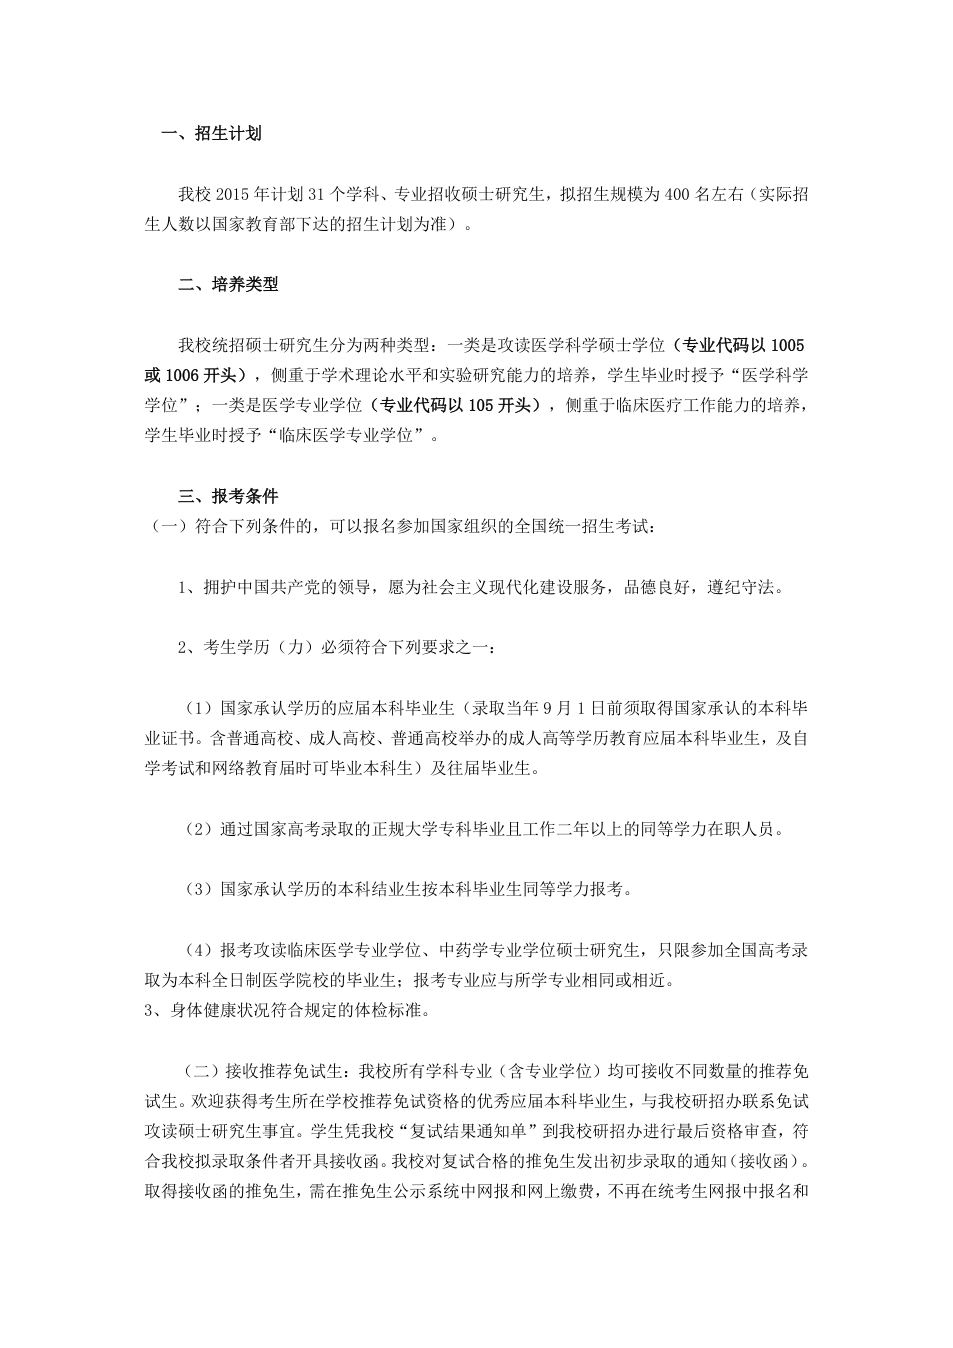 一、招生计划
我校 2015 年计划 31 个学科、专业招收硕士研究生，拟招生规模为 400 名左右（实际招
生人数以国家教育部下达的招生计划为准）。
二、培养类型
我校统招硕士研究生分为两种类型：一类是攻读医学科学硕士学位（专业代码以 1005
或 1006 开头），侧重于学术理论水平和实验研究能力的培养，学生毕业时授予“医学科学
学位”；一类是医学专业学位（专业代码以 105 开头），侧重于临床医疗工作能力的培养，
学生毕业时授予“临床医学专业学位”。
三、报考条件
（一）符合下列条件的，可以报名参加国家组织的全国统一招生考试：
1、拥护中国共产党的领导，愿为社会主义现代化建设服务，品德良好，遵纪守法。
2、考生学历（力）必须符合下列要求之一：
（1）国家承认学历的应届本科毕业生（录取当年 9 月 1 日前须取得国家承认的本科毕
业证书。含普通高校、成人高校、普通高校举办的成人高等学历教育应届本科毕业生，及自
学考试和网络教育届时可毕业本科生）及往届毕业生。
（2）通过国家高考录取的正规大学专科毕业且工作二年以上的同等学力在职人员。
（3）国家承认学历的本科结业生按本科毕业生同等学力报考。
（4）报考攻读临床医学专业学位、中药学专业学位硕士研究生，只限参加全国高考录
取为本科全日制医学院校的毕业生；报考专业应与所学专业相同或相近。
3、身体健康状况符合规定的体检标准。
（二）接收推荐免试生：我校所有学科专业（含专业学位）均可接收不同数量的推荐免
试生。欢迎获得考生所在学校推荐免试资格的优秀应届本科毕业生，与我校研招办联系免试
攻读硕士研究生事宜。学生凭我校“复试结果通知单”到我校研招办进行最后资格审查，符
合我校拟录取条件者开具接收函。我校对复试合格的推免生发出初步录取的通知（接收函）。
取得接收函的推免生，需在推免生公示系统中网报和网上缴费，不再在统考生网报中报名和